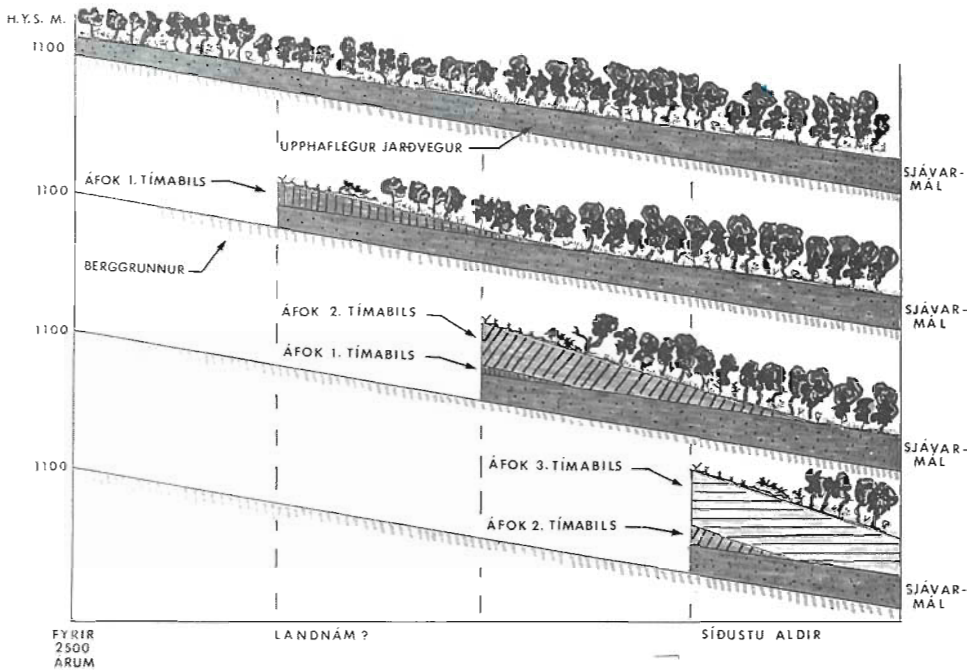 H.Y.S. M.
1100
UPPHAFLEGUR JARÐVEGUR
SJÁVAR-
MÁL
ÁFOK 1. TÍMABILS
1100
BERGGRUNNUR
SJÁVAR-
MÁL
ÁFOK 2. TÍMABILS
1100
ÁFOK 1. TÍMABILS
SJÁVAR-
MÁL
1100
ÁFOK 3. TÍMABILS
ÁFOK 2. TÍMABILS
SJÁVAR-
MÁL
FYRIR
2500
ÁRUM
LANDNÁM ?
SÍÐUSTU ALDIR